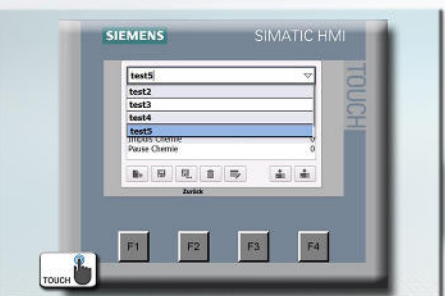 SIEMENS
SIMATIC HMI
TOUCH
test5
test2
test3
test4
test5
Impuls Chemie 0
Pause Chemie 0
Zurück
F1 F2 F3 F4
TOUCH